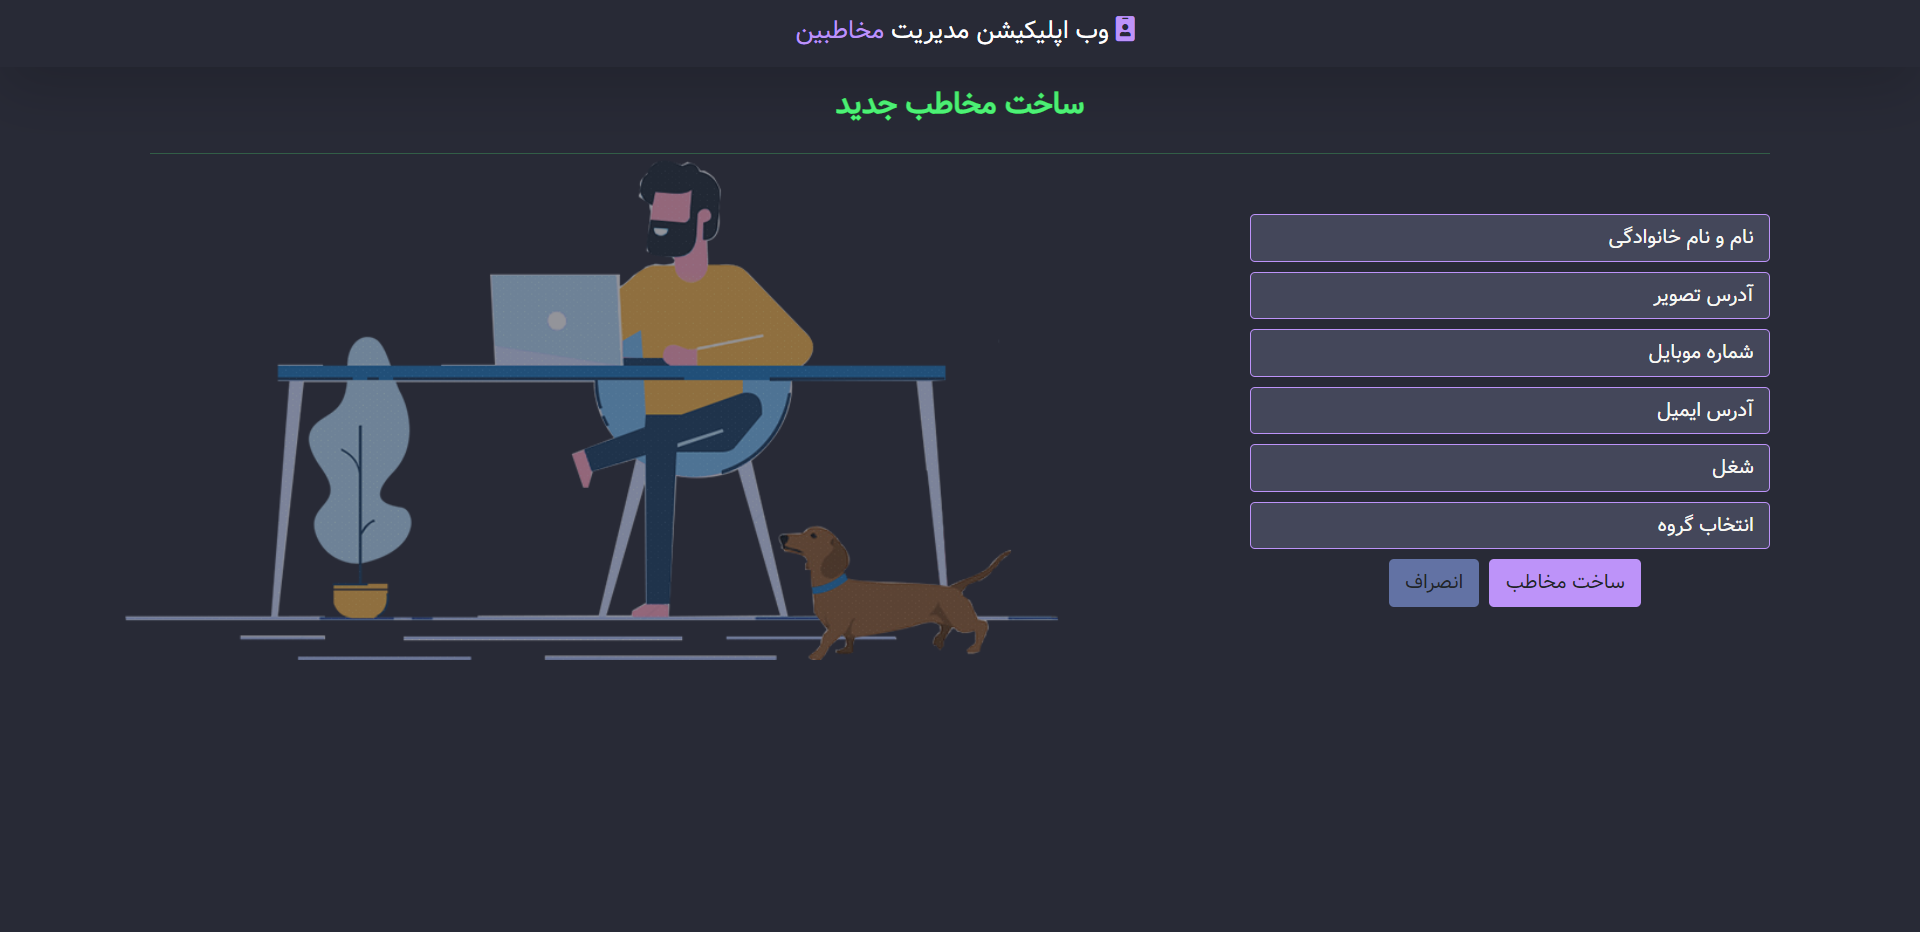 وب اپلیکیشن مدیریت مخاطبین
ساخت مخاطب جدید
نام و نام خانوادگی
آدرس تصویر
شماره موبایل
آدرس ایمیل
شغل
انتخاب گروه
ساخت مخاطب
انصراف